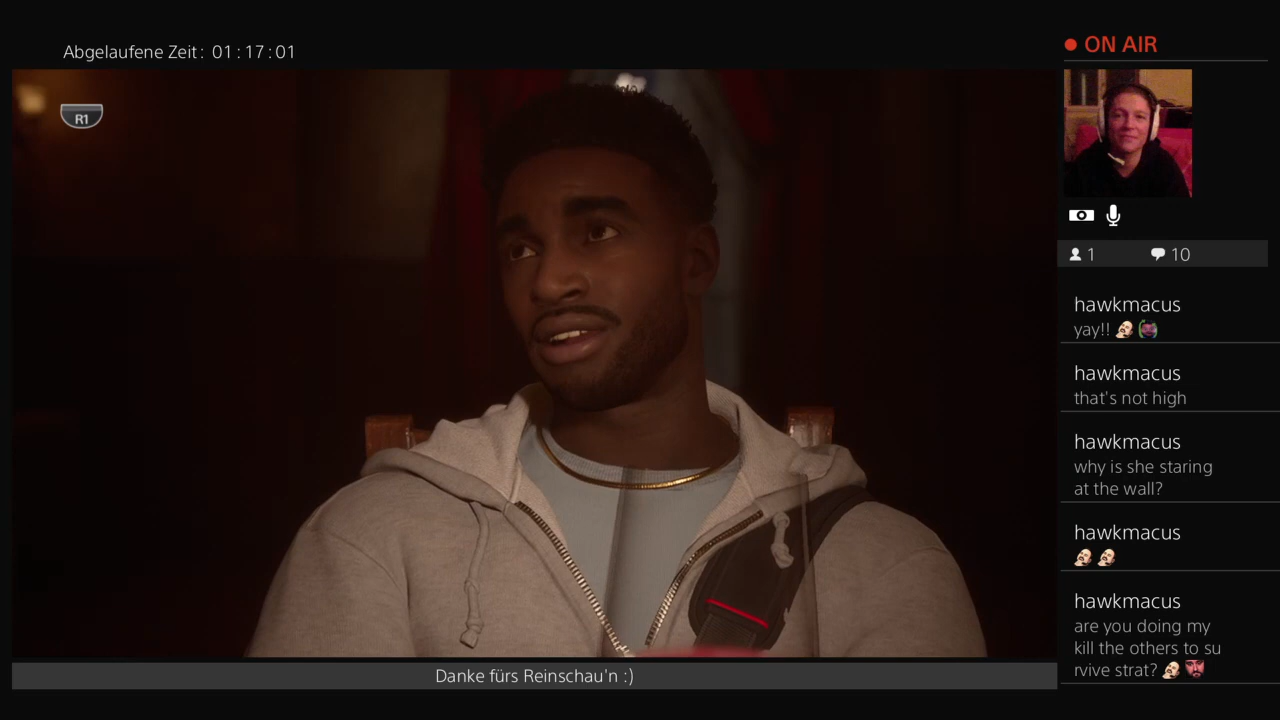 Abgelaufene Zeit: 01:17:01
ON AIR
R1
1
10
hawkmacus
yay!!
hawkmacus
that's not high
hawkmacus
why is she staring
at the wall?
hawkmacus
hawkmacus
are you doing my
kill the others to su
rvive strat?
Danke fürs Reinschau'n :)